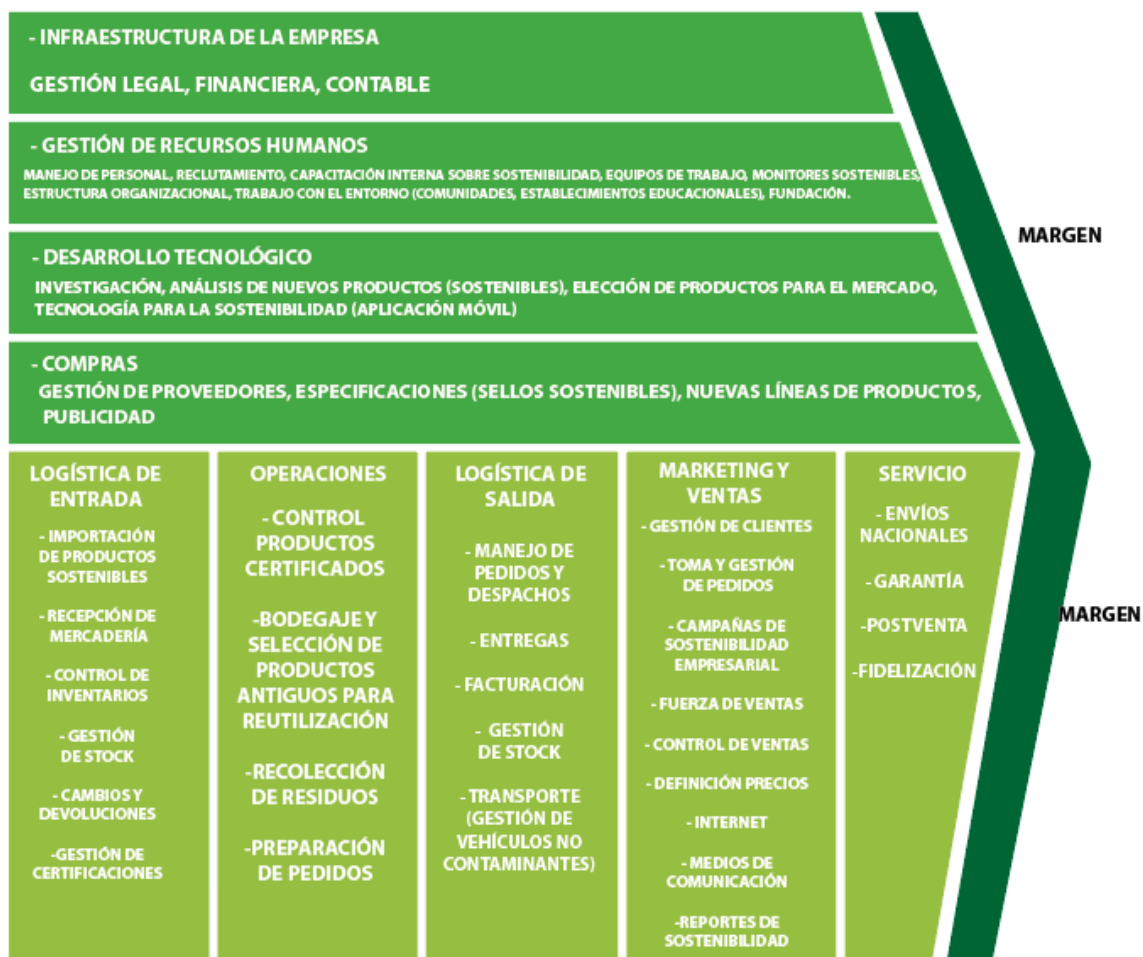 - INFRAESTRUCTURA DE LA EMPRESA
GESTIÓN LEGAL, FINANCIERA, CONTABLE
- GESTIÓN DE RECURSOS HUMANOS
MANEJO DE PERSONAL, RECLUTAMIENTO, CAPACITACIÓN INTERNA SOBRE SOSTENIBILIDAD, EQUIPOS DE TRABAJO, MONITORES SOSTENIBLES,
ESTRUCTURA ORGANIZACIONAL, TRABAJO CON EL ENTORNO (COMUNIDADES, ESTABLECIMIENTOS EDUCACIONALES), FUNDACIÓN.
- DESARROLLO TECNOLÓGICO
INVESTIGACIÓN, ANÁLISIS DE NUEVOS PRODUCTOS (SOSTENIBLES), ELECCIÓN DE PRODUCTOS PARA EL MERCADO,
TECNOLOGÍA PARA LA SOSTENIBILIDAD (APLICACIÓN MÓVIL)
- COMPRAS
GESTIÓN DE PROVEEDORES, ESPECIFICACIONES (SELLOS SOSTENIBLES), NUEVAS LÍNEAS DE PRODUCTOS,
PUBLICIDAD
MARGEN
LOGÍSTICA DE
ENTRADA
- IMPORTACIÓN
DE PRODUCTOS
SOSTENIBLES
- RECEPCIÓN DE
MERCADERÍA
- CONTROL DE
INVENTARIOS
- GESTIÓN
DE STOCK
- CAMBIOS Y
DEVOLUCIONES
-GESTIÓN DE
CERTIFICACIONES
OPERACIONES
- CONTROL
PRODUCTOS
CERTIFICADOS
-BODEGAJE Y
SELECCIÓN DE
PRODUCTOS
ANTIGUOS PARA
REUTILIZACIÓN
-RECOLECCIÓN
DE RESIDUOS
-PREPARACIÓN
DE PEDIDOS
LOGÍSTICA DE
SALIDA
- MANEJO DE
PEDIDOS Y
DESPACHOS
- ENTREGAS
- FACTURACIÓN
- GESTIÓN
DE STOCK
- TRANSPORTE
(GESTIÓN DE
VEHÍCULOS NO
CONTAMINANTES)
MARKETING Y
VENTAS
- GESTIÓN DE CLIENTES
- TOMA Y GESTIÓN
DE PEDIDOS
- CAMPAÑAS DE
SOSTENIBILIDAD
EMPRESARIAL
- FUERZA DE VENTAS
- CONTROL DE VENTAS
- DEFINICIÓN PRECIOS
- INTERNET
- MEDIOS DE
COMUNICACIÓN
-REPORTES DE
SOSTENIBILIDAD
SERVICIO
- ENVÍOS
NACIONALES
- GARANTÍA
-POSTVENTA
-FIDELIZACIÓN
MARGEN